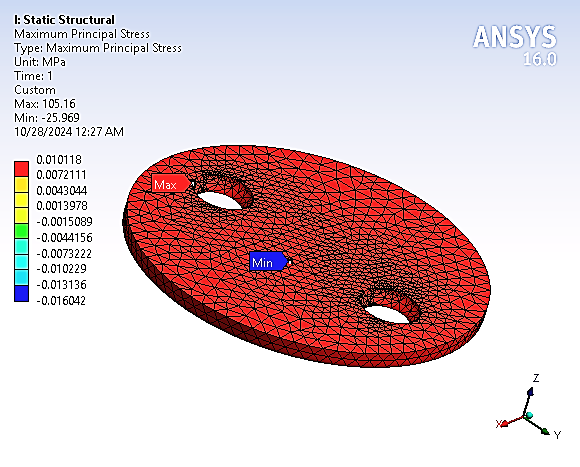 I: Static Structural
Maximum Principal Stress
Type: Maximum Principal Stress
Unit: MPa
Time: 1
Custom
Max: 105.16
Min: -25.969
10/28/2024 12:27 AM
ANSYS
16.0
0.010118
0.0072111
0.0043044
0.0013978
-0.0015089
-0.0044156
-0.0073222
-0.010229
-0.013136
-0.016042
Max
Min
Z
X
Y